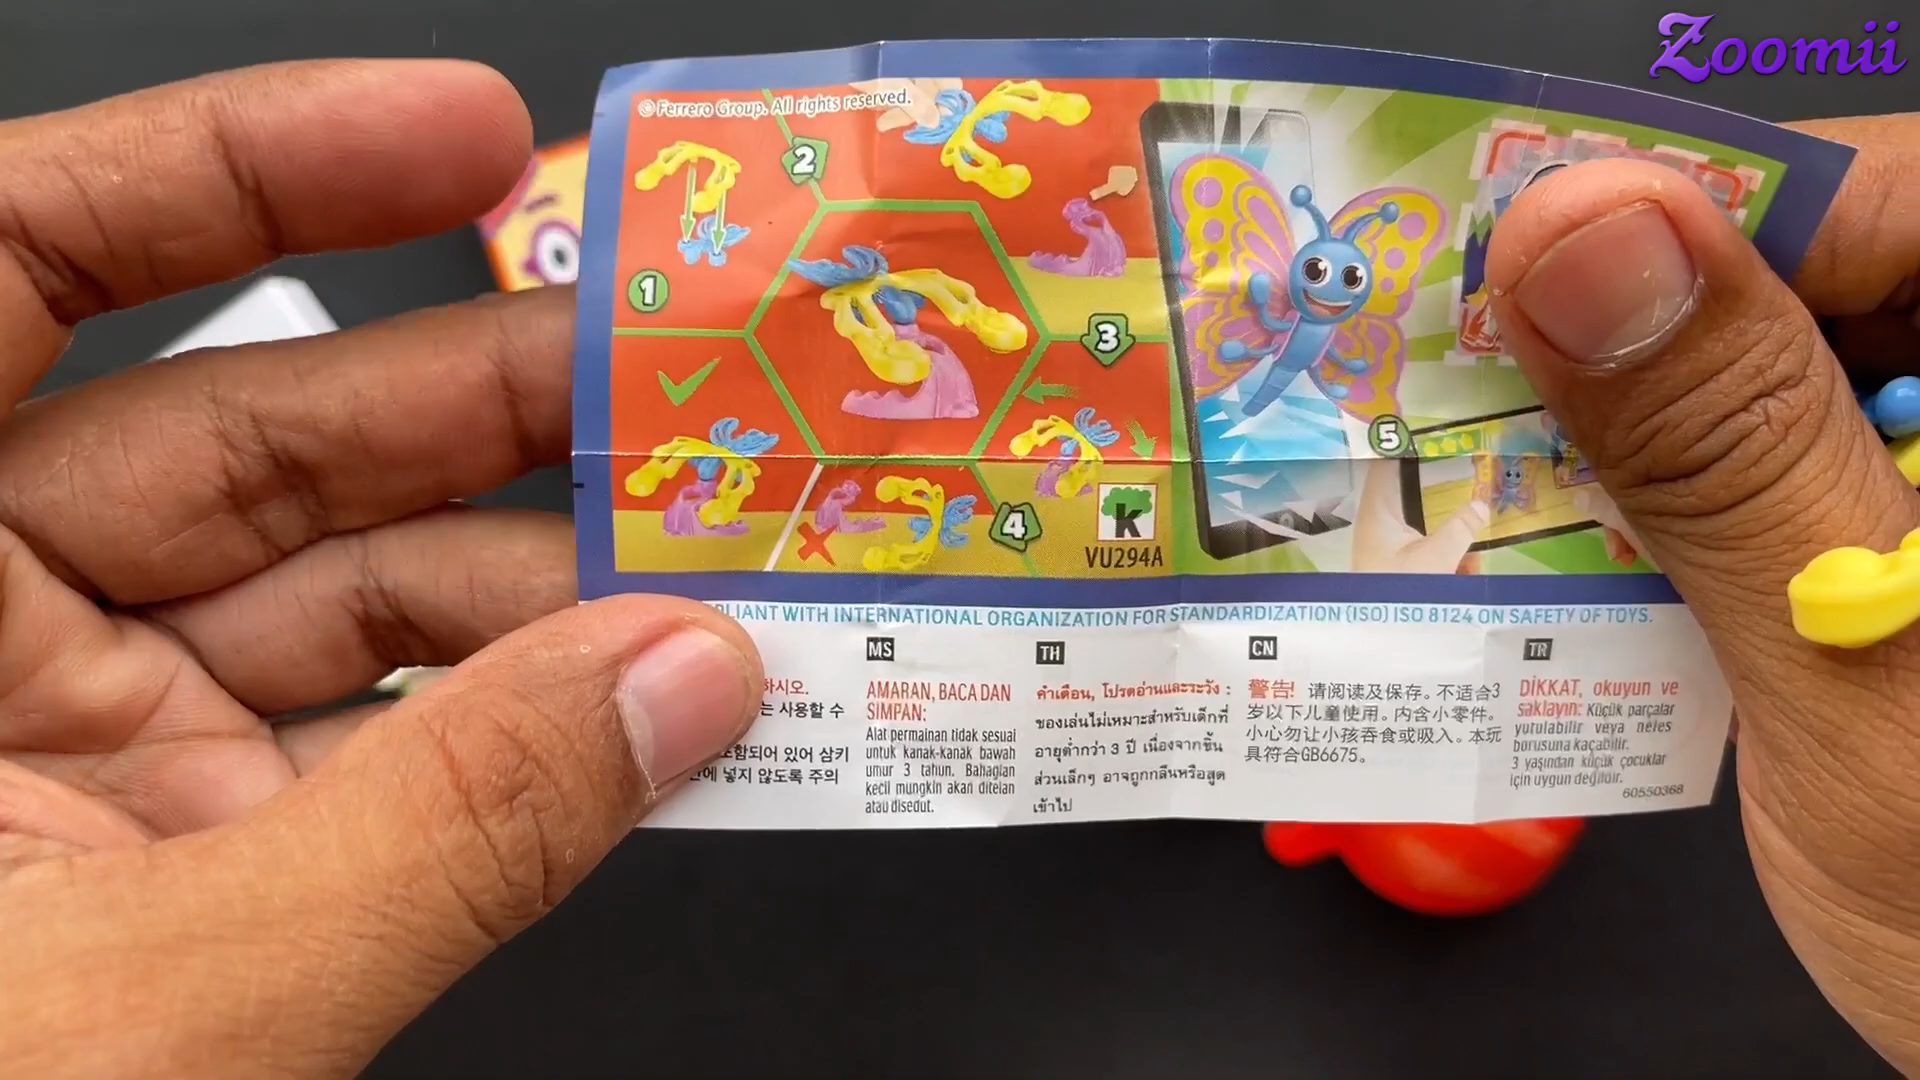 Zoomii
© Ferrero Group. All rights reserved.
2
1
3
5
4
k
VU294A
PLIANT WITH INTERNATIONAL ORGANIZATION FOR STANDARDIZATION (ISO) ISO 8124 ON SAFETY OF TOYS.
하시오.
는 사용할 수
포함되어 있어 삼키
넣지 않도록 주의
MS
AMARAN, BACA DAN
SIMPAN:
Alat permainan tidak sesuai
untuk kanak-kanak bawah
umur 3 tahun. Bahagian
kecil mungkin akan ditelan
atau disedut.
TH
คำเตือน, โปรดอ่านและระวัง :
ของเล่นไม่เหมาะสำหรับเด็กที่
อายุต่ำกว่า 3 ปี เนื่องจากชิ้น
ส่วนเล็กๆ อาจถูกกลืนหรือสูด
เข้าไป
CN
警告! 请阅读及保存。不适合3
岁以下儿童使用。内含小零件。
小心勿让小孩吞食或吸入。本玩
具符合GB6675。
TR
DİKKAT, okuyun ve
saklayın: Küçük parçalar
yutulabilir veya nefes
borusuna kaçabilir.
3 yaşından küçük çocuklar
için uygun değildir.
60550368